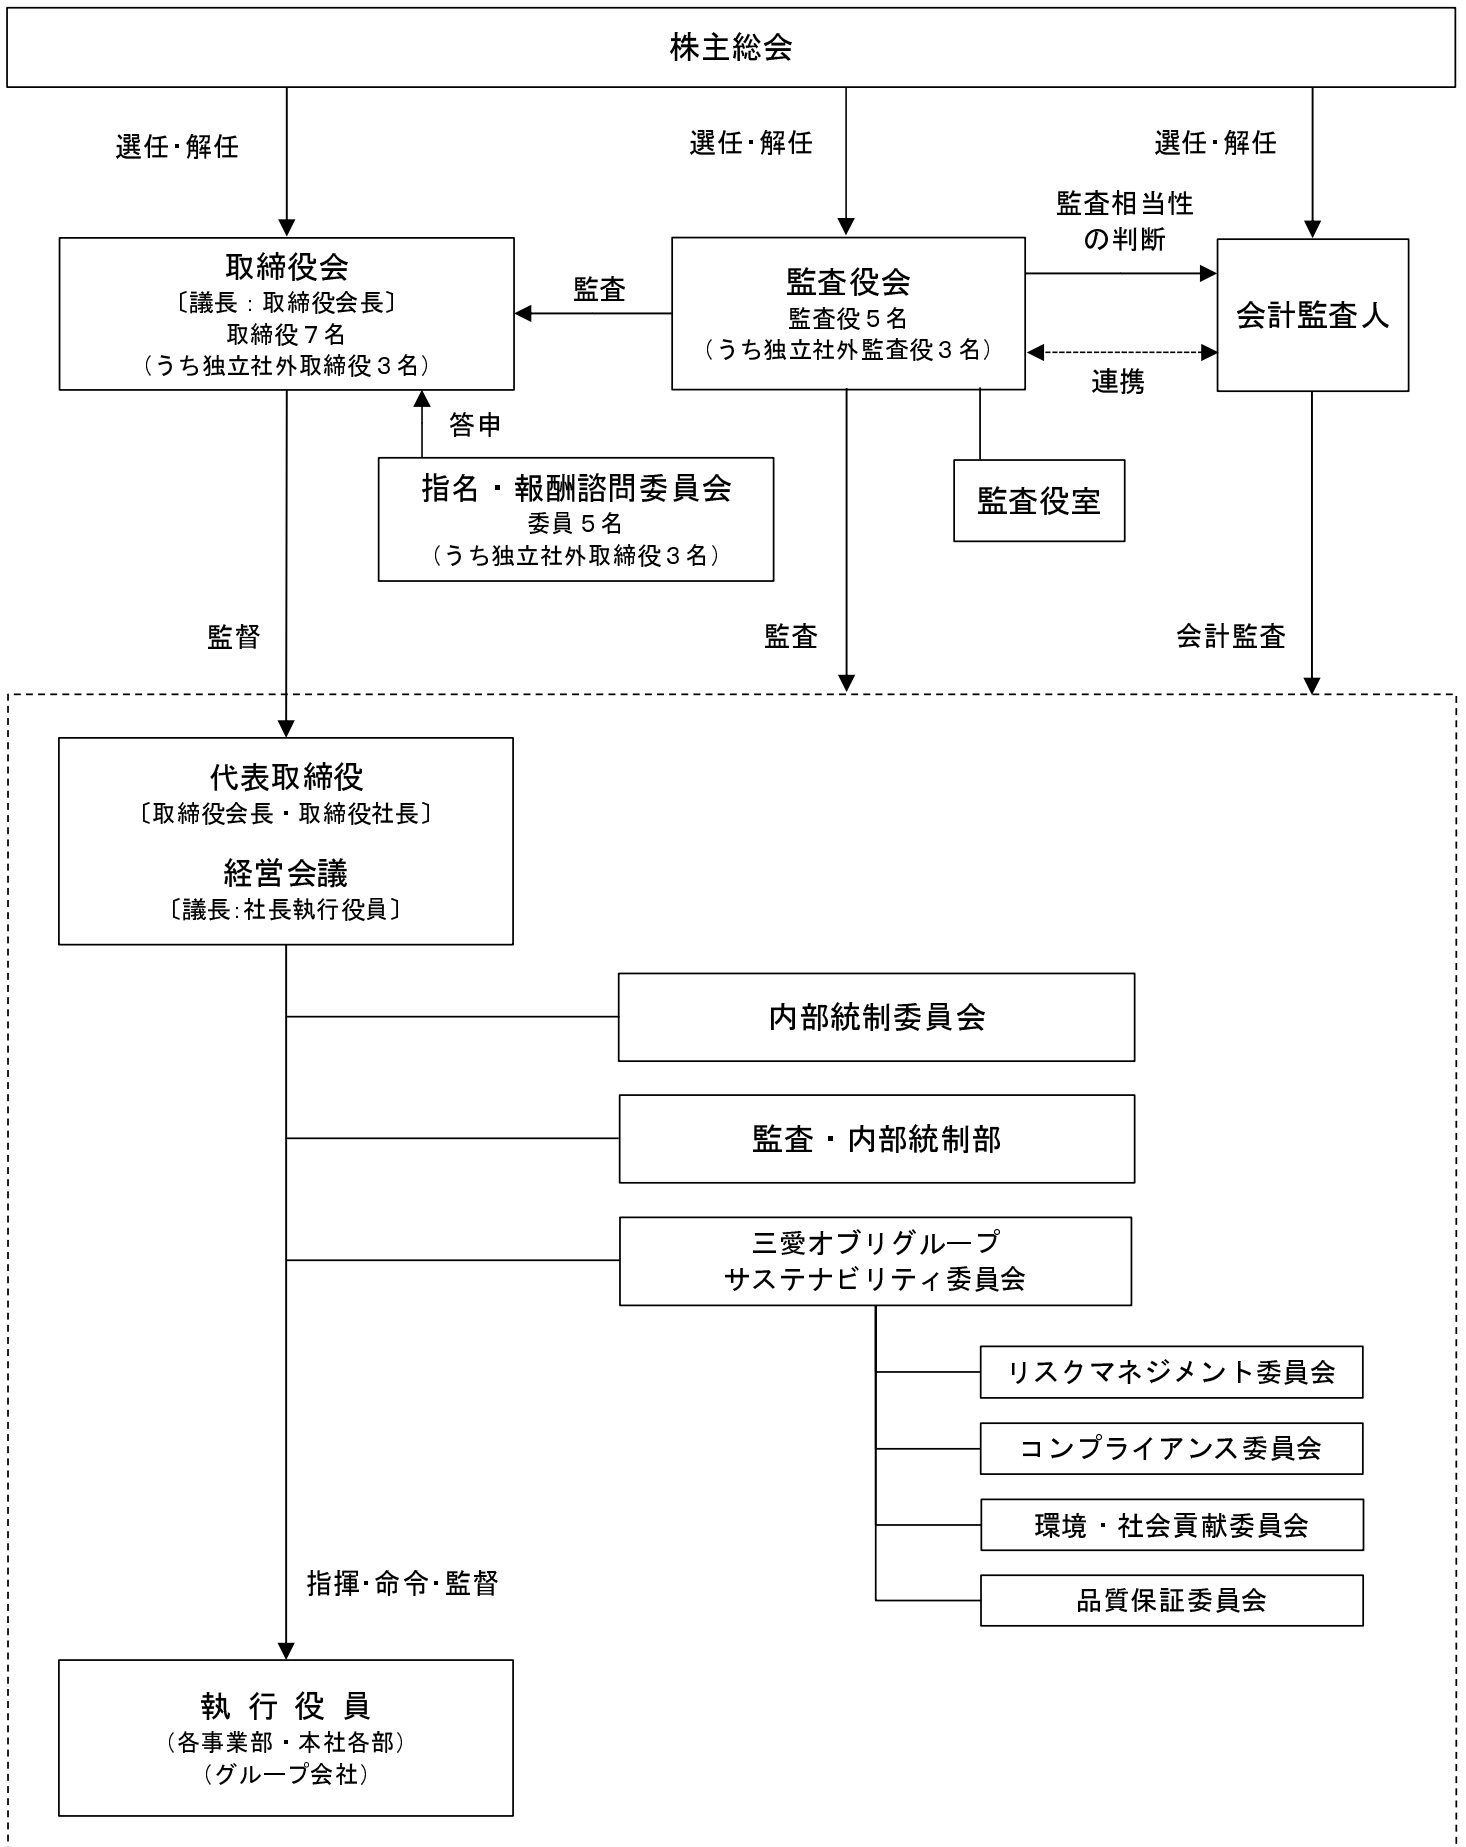 株主総会
選任・解任
選任・解任
選任・解任
監査相当性
の判断
取締役会
〔議長：取締役会長〕
取締役７名
（うち独立社外取締役３名）
監査
監査役会
監査役５名
（うち独立社外監査役３名）
会計監査人
連携
答申
指名・報酬諮問委員会
委員５名
（うち独立社外取締役３名）
監査役室
監督
監査
会計監査
代表取締役
〔取締役会長・取締役社長〕
経営会議
〔議長：社長執行役員〕
内部統制委員会
監査・内部統制部
三愛オブリグループ
サステナビリティ委員会
リスクマネジメント委員会
コンプライアンス委員会
環境・社会貢献委員会
品質保証委員会
指揮・命令・監督
執行役員
（各事業部・本社各部）
（グループ会社）